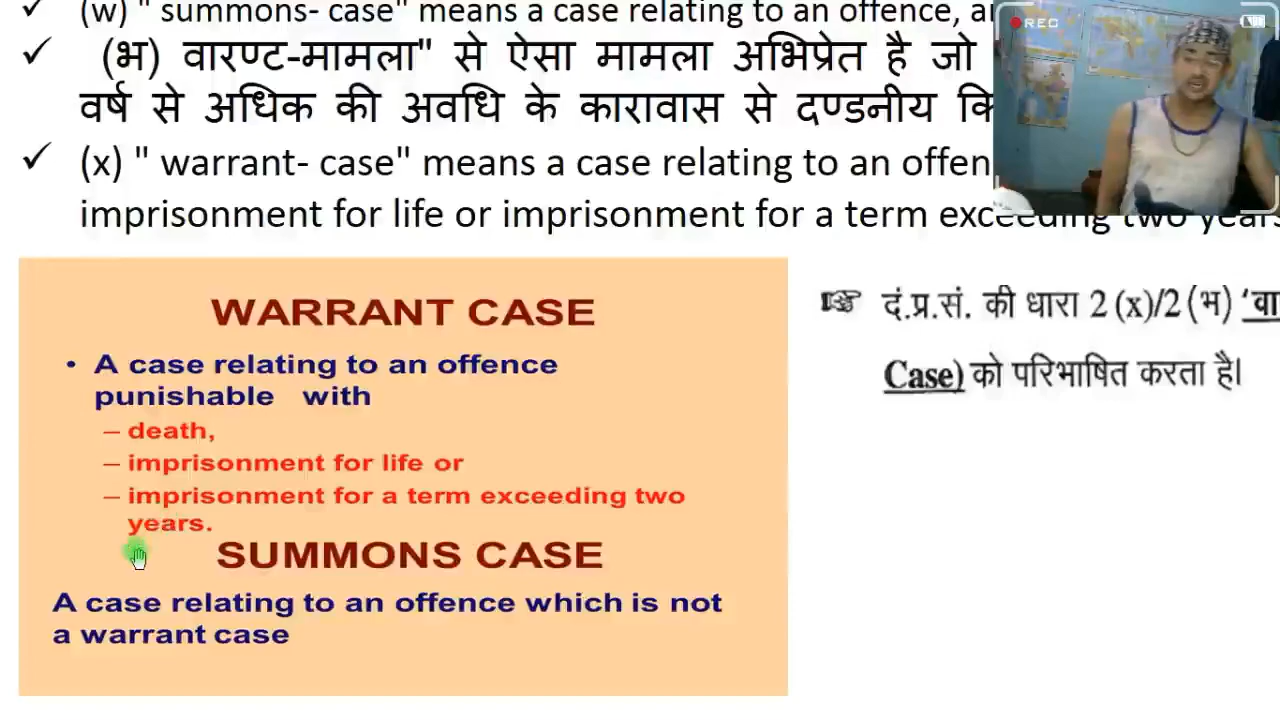 (w) " summons- case" means a case relating to an offence,
(भ) वारण्ट-मामला" से ऐसा मामला अभिप्रेत है जो
वर्ष से अधिक की अवधि के कारावास से दण्डनीय
(x) " warrant- case" means a case relating to an
imprisonment for life or imprisonment for a term exceeding two years
REC
WARRANT CASE
• A case relating to an offence
punishable with
– death,
– imprisonment for life or
– imprisonment for a term exceeding two
years.
SUMMONS CASE
A case relating to an offence which is not
a warrant case
दं.प्र.सं. की धारा 2 (x)/2 (भ)
Case) को परिभाषित करता है।